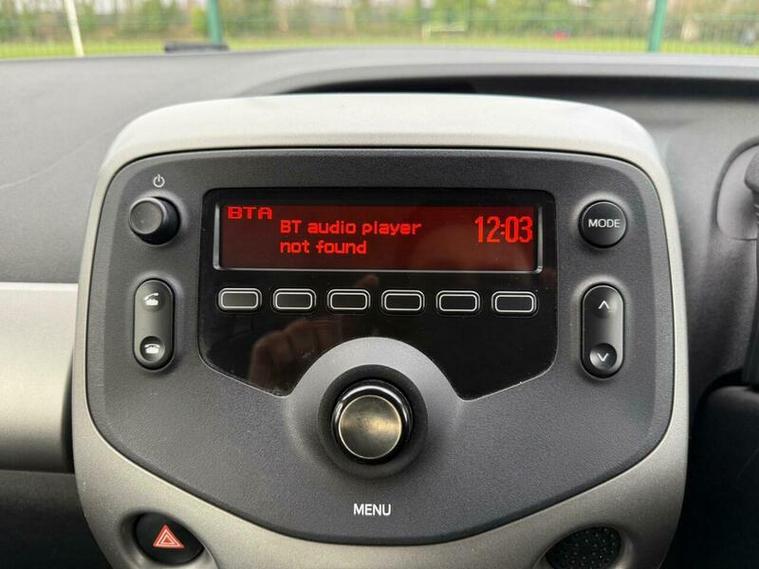 BTA
BT audio player
not found
12:03
MODE
MENU